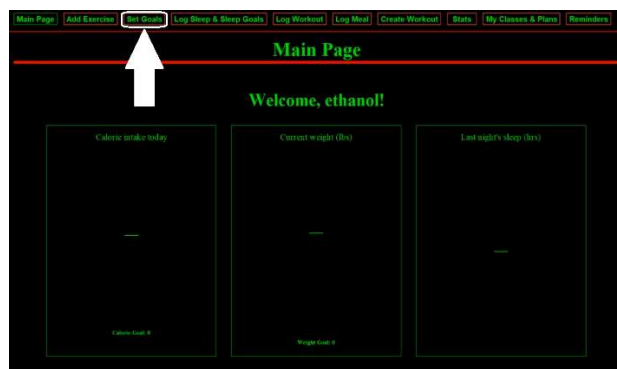 Main Page Add Exercise Set Goals Log Sleep & Sleep Goals Log Workout Log Meal Create Workout Stats My Classes & Plans Reminders
Main Page
Welcome, ethanol!
Calorie intake today Current weight (lbs) Last night's sleep (hrs)
Calorie Goal: 0
Weight Goal: 0